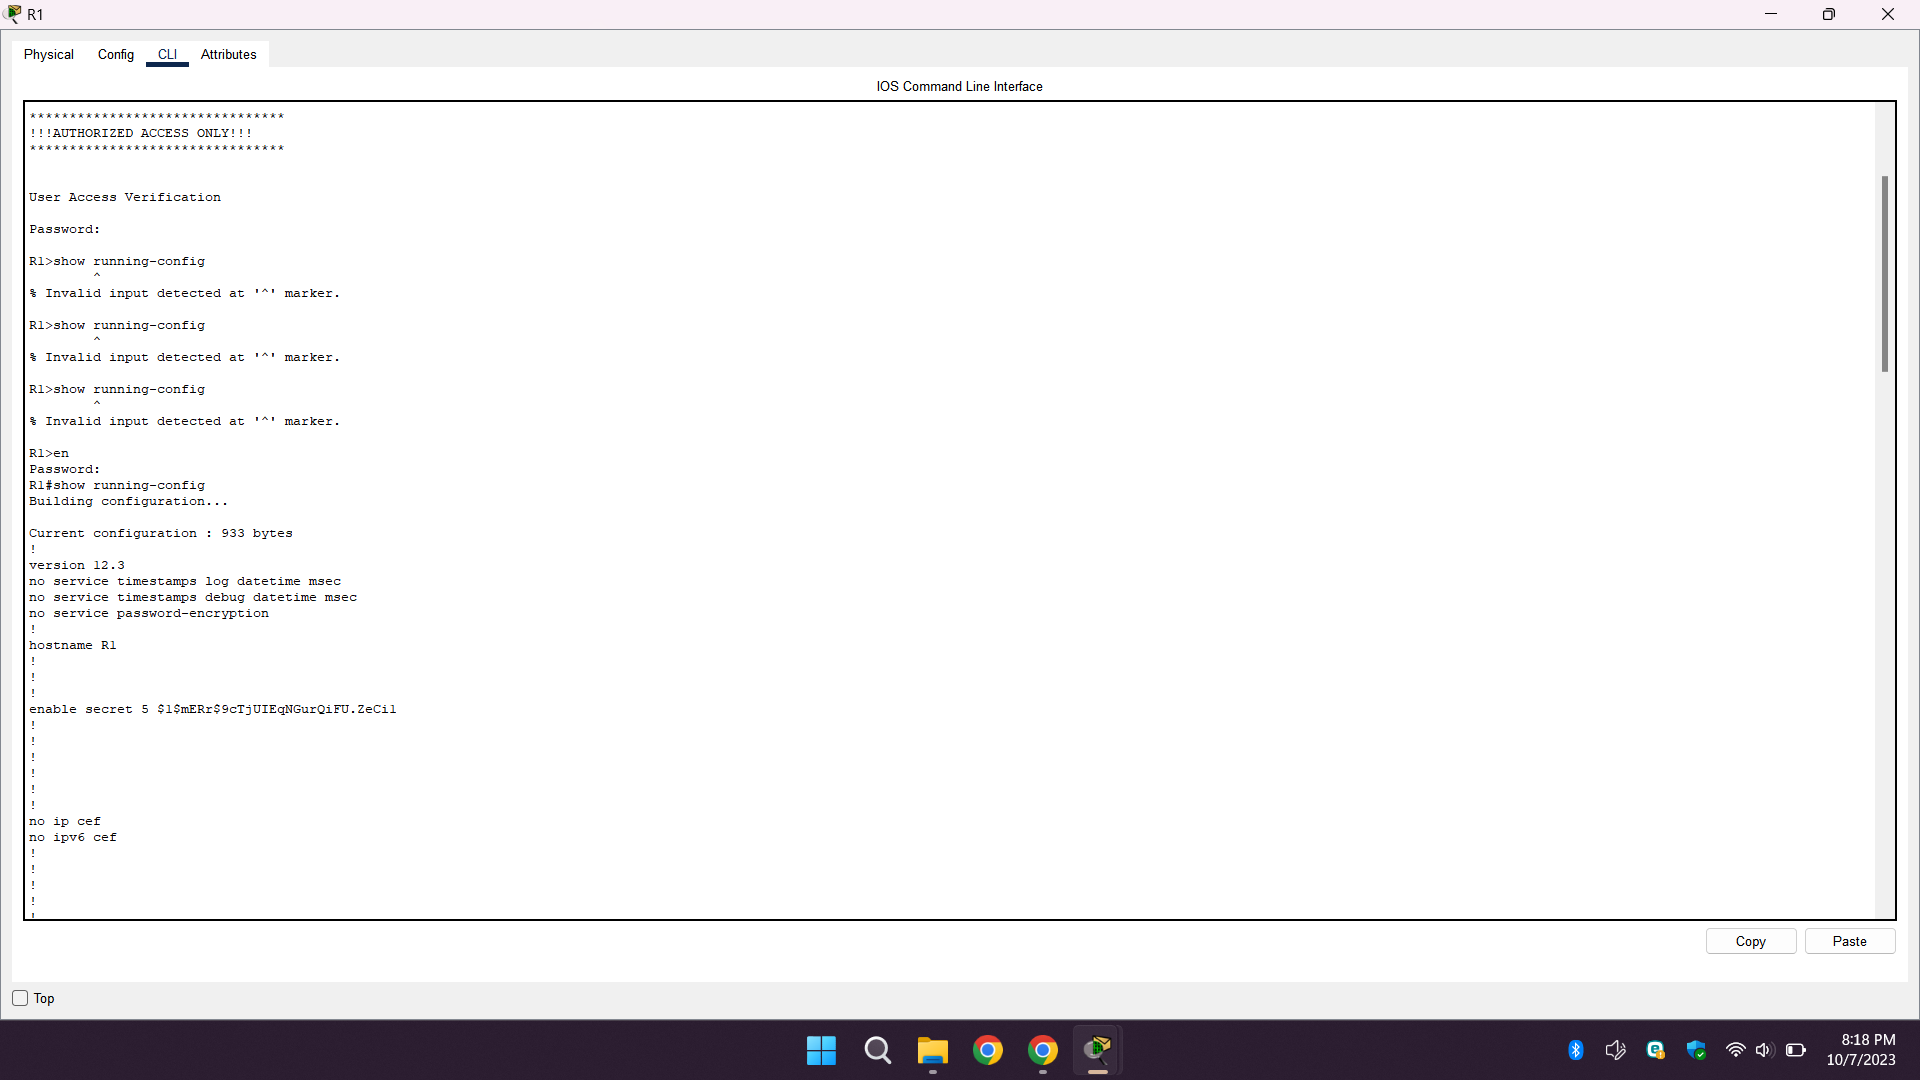 R1
Physical
Config
CLI
Attributes
IOS Command Line Interface
********************************
!!!AUTHORIZED ACCESS ONLY!!!
********************************
User Access Verification
Password:
R1>show running-config
^
% Invalid input detected at '^' marker.
R1>show running-config
^
% Invalid input detected at '^' marker.
R1>show running-config
^
% Invalid input detected at '^' marker.
R1>en
Password:
R1#show running-config
Building configuration...
Current configuration : 933 bytes
!
version 12.3
no service timestamps log datetime msec
no service timestamps debug datetime msec
no service password-encryption
!
hostname R1
!
!
!
enable secret 5 $1$mERr$9cTjUIEqNGurQiFU.ZeCi1
!
!
!
!
!
!
no ip cef
no ipv6 cef
!
!
!
!
!
Copy
Paste
Top
8:18 PM
10/7/2023